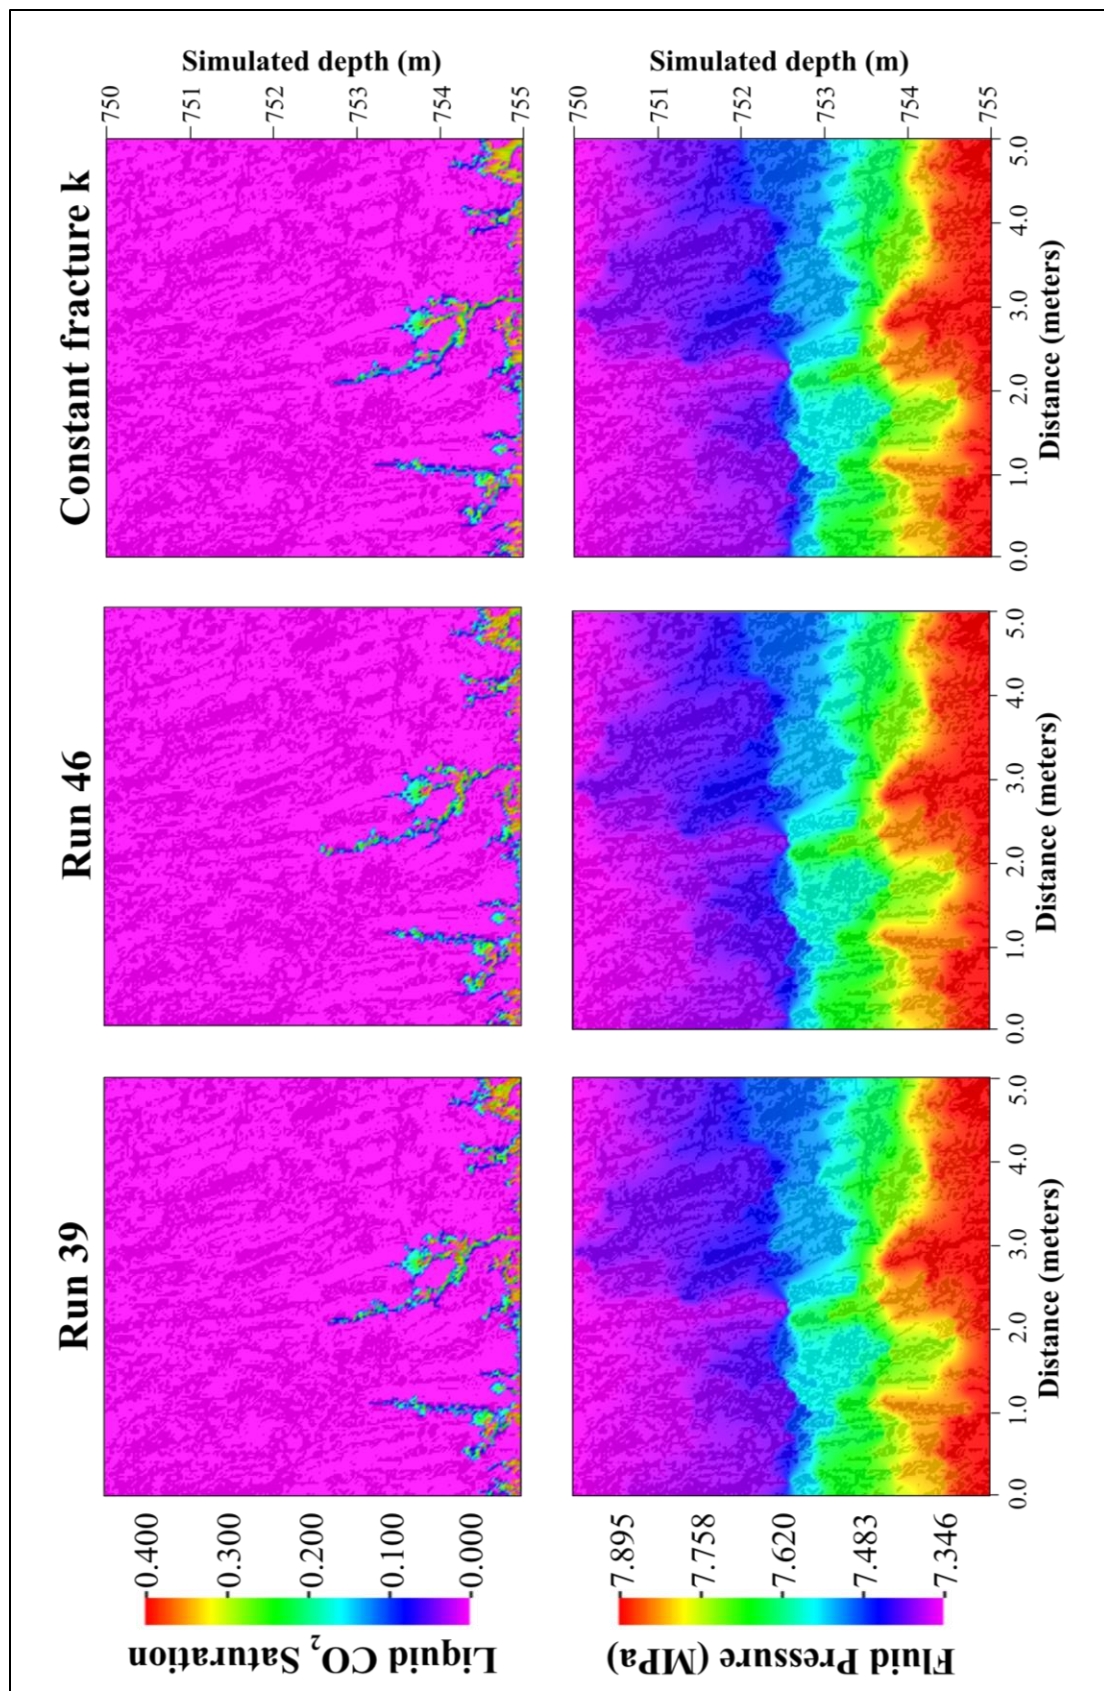 Run 39
Run 46
Constant fracture k
Liquid CO₂ Saturation
0.400
0.300
0.200
0.100
0.000
750
751
752
753
754
755
Simulated depth (m)
Fluid Pressure (MPa)
7.895
7.758
7.620
7.483
7.346
750
751
752
753
754
755
Simulated depth (m)
0.0 1.0 2.0 3.0 4.0 5.0
Distance (meters)
0.0 1.0 2.0 3.0 4.0 5.0
Distance (meters)
0.0 1.0 2.0 3.0 4.0 5.0
Distance (meters)